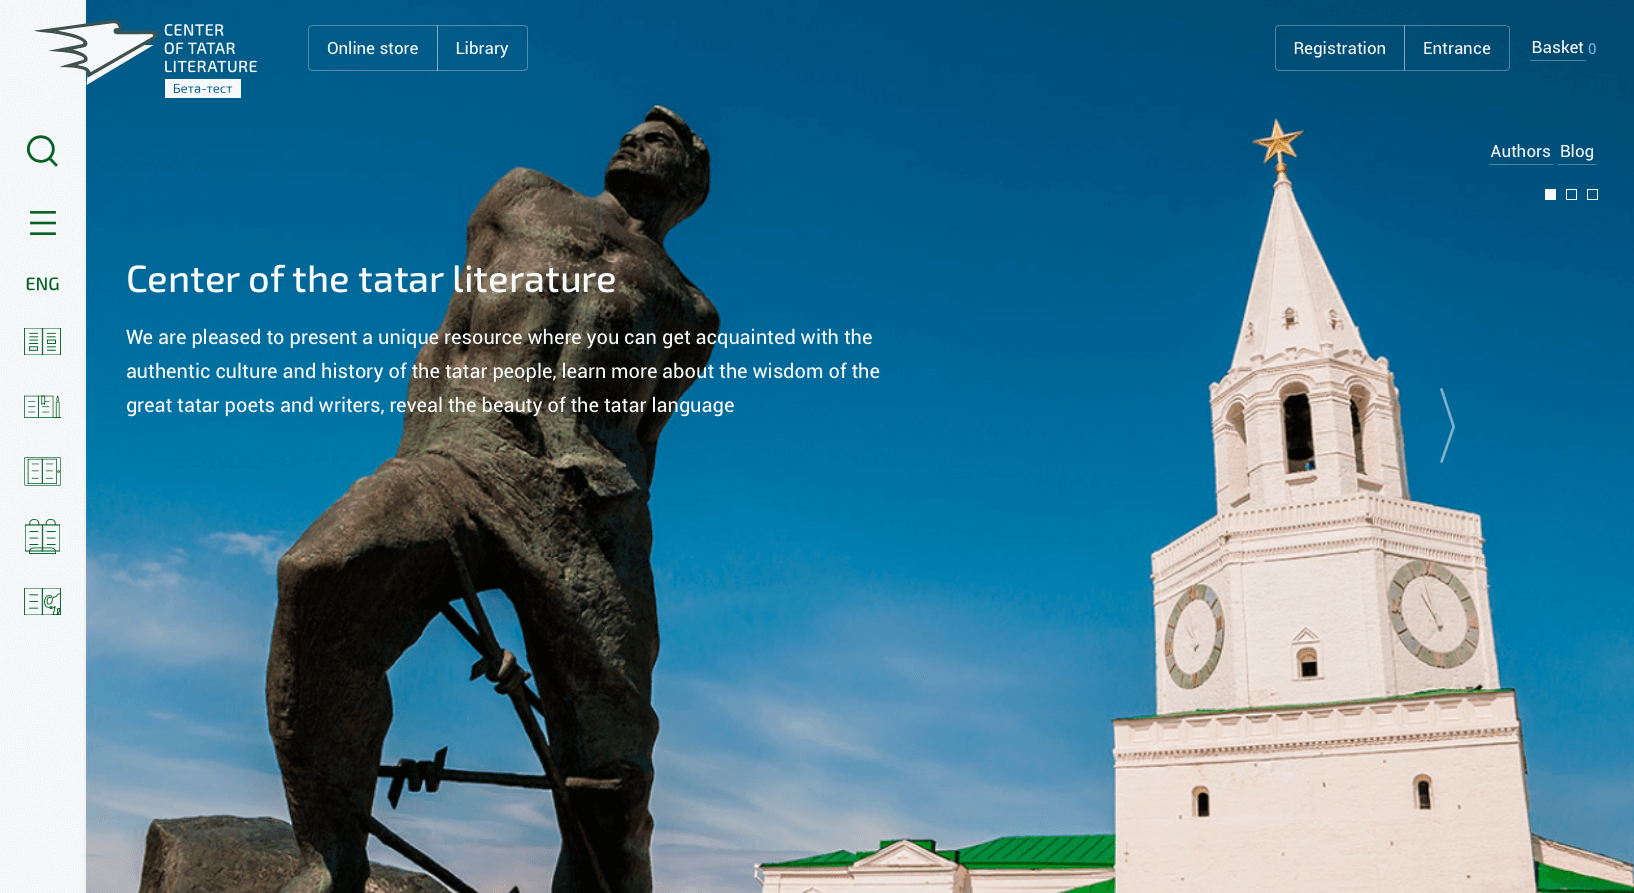 CENTER
OF TATAR
LITERATURE
Бета-тест
Online store
Library
Registration
Entrance
Basket 0
Authors
Blog
ENG
Center of the tatar literature
We are pleased to present a unique resource where you can get acquainted with the
authentic culture and history of the tatar people, learn more about the wisdom of the
great tatar poets and writers, reveal the beauty of the tatar language